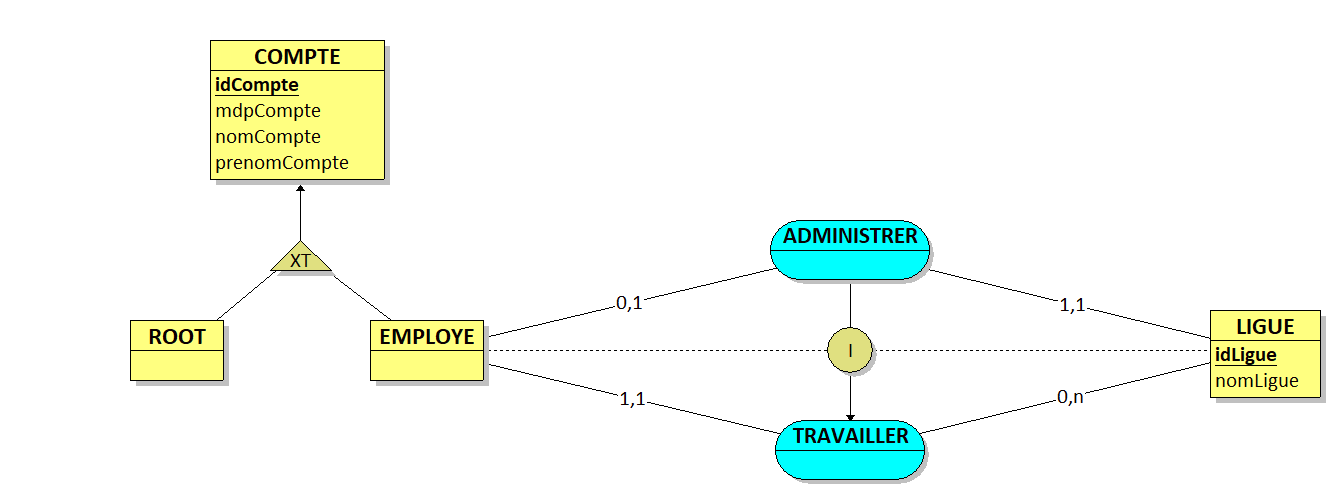 COMPTE
idCompte
mdpCompte
nomCompte
prenomCompte
XT
ROOT
EMPLOYE
0,1
1,1
ADMINISTRER
I
TRAVAILLER
1,1
0,n
LIGUE
idLigue
nomLigue